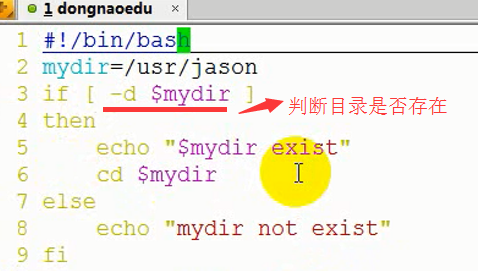 1 dongnaoedu ×
1 #!/bin/bash
2 mydir=/usr/jason
3 if [ -d $mydir ] 判断目录是否存在
4 then
5 echo "$mydir exist"
6 cd $mydir
7 else
8 echo "mydir not exist"
9 fi